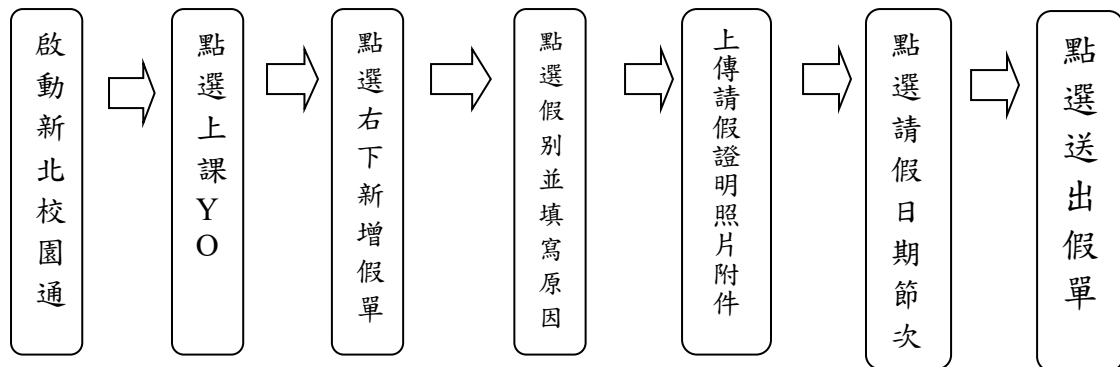 啟動新北校園通
點選上課YO
點選右下新增假單
點選假別並填寫原因
上傳請假證明照片附件
點選請假日期節次
點選送出假單